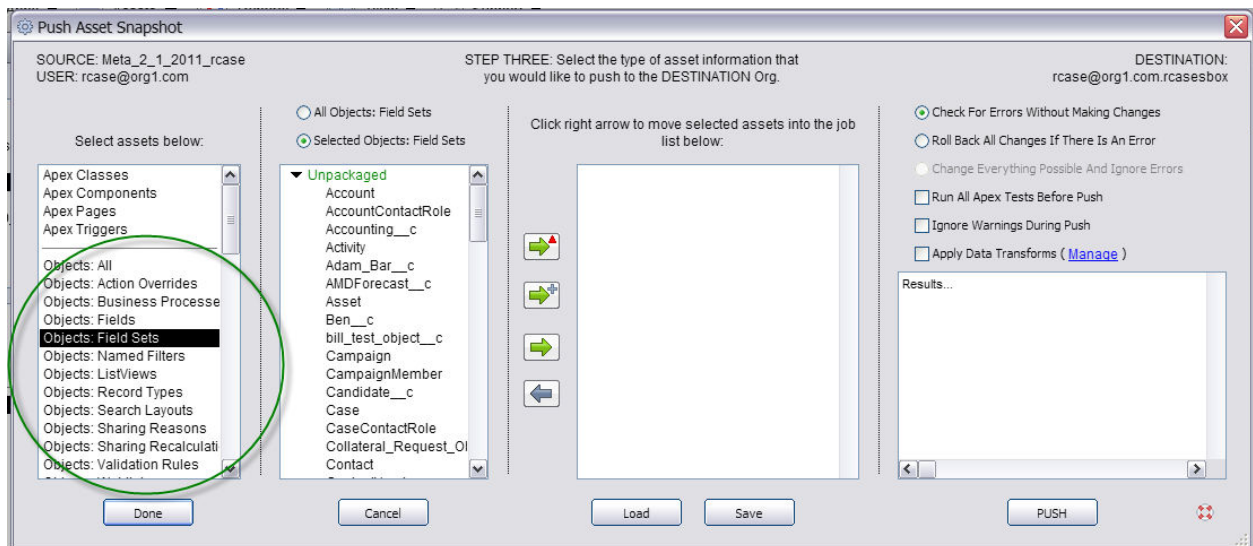 Push Asset Snapshot
SOURCE: Meta_2_1_2011_rcase
USER: rcase@org1.com
STEP THREE: Select the type of asset information that
you would like to push to the DESTINATION Org.
DESTINATION:
rcase@org1.com.rcasesbox
Select assets below:
Apex Classes
Apex Components
Apex Pages
Apex Triggers
Objects: All
Objects: Action Overrides
Objects: Business Processe
Objects: Fields
Objects: Field Sets
Objects: Named Filters
Objects: ListViews
Objects: Record Types
Objects: Search Layouts
Objects: Sharing Reasons
Objects: Sharing Recalculati
Objects: Validation Rules
Done
All Objects: Field Sets
Selected Objects: Field Sets
Unpackaged
Account
AccountContactRole
Accounting__c
Activity
Adam_Bar__c
AMDForecast__c
Asset
Ben__c
bill_test_object__c
Campaign
CampaignMember
Candidate__c
Case
CaseContactRole
Collateral_Request_Ol
Contact
Cancel
Click right arrow to move selected assets into the job
list below:
Load
Save
Check For Errors Without Making Changes
Roll Back All Changes If There Is An Error
Change Everything Possible And Ignore Errors
Run All Apex Tests Before Push
Ignore Warnings During Push
Apply Data Transforms ( Manage )
Results...
PUSH